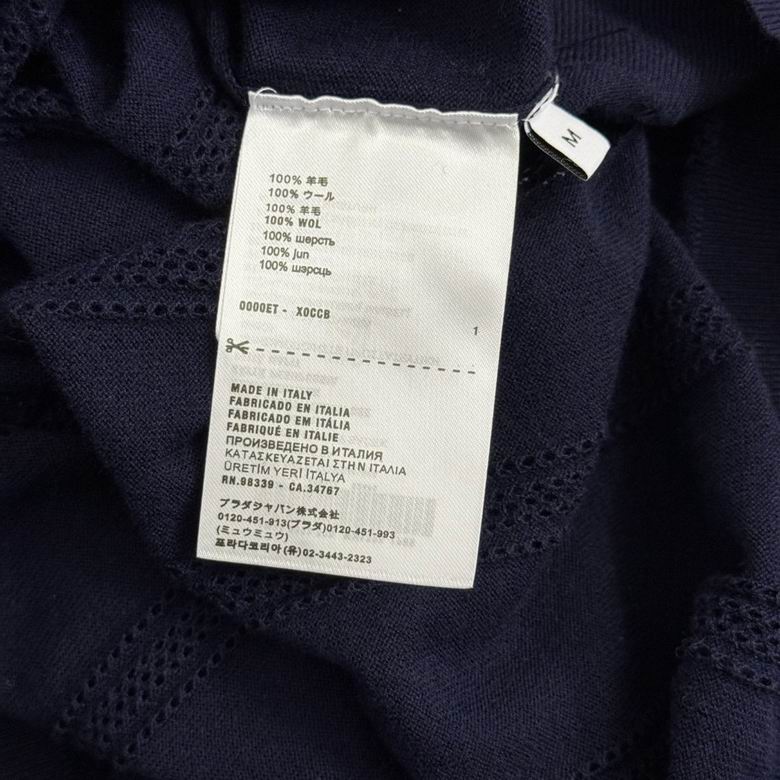 M
100% 羊毛
100% ウール
100% 羊毛
100% WOL
100% шерсть
100% jun
100% шэрсць
0000ET - X0CCB
1
MADE IN ITALY
FABRICADO EN ITALIA
FABRICADO EM ITÁLIA
FABRIQUÉ EN ITALIE
ПРОИЗВЕДЕНО В ИТАЛИЯ
ΚΑΤΑΣΚΕΥΑΖΕΤΑΙ ΣΤΗΝ ΙΤΑΛΙΑ
ÜRETİM YERİ İTALYA
RN.98339 - CA.34767
プラダジャパン株式会社
0120-451-913(プラダ)0120-451-993
(ミュウミュウ)
프라다코리아(유)02-3443-2323